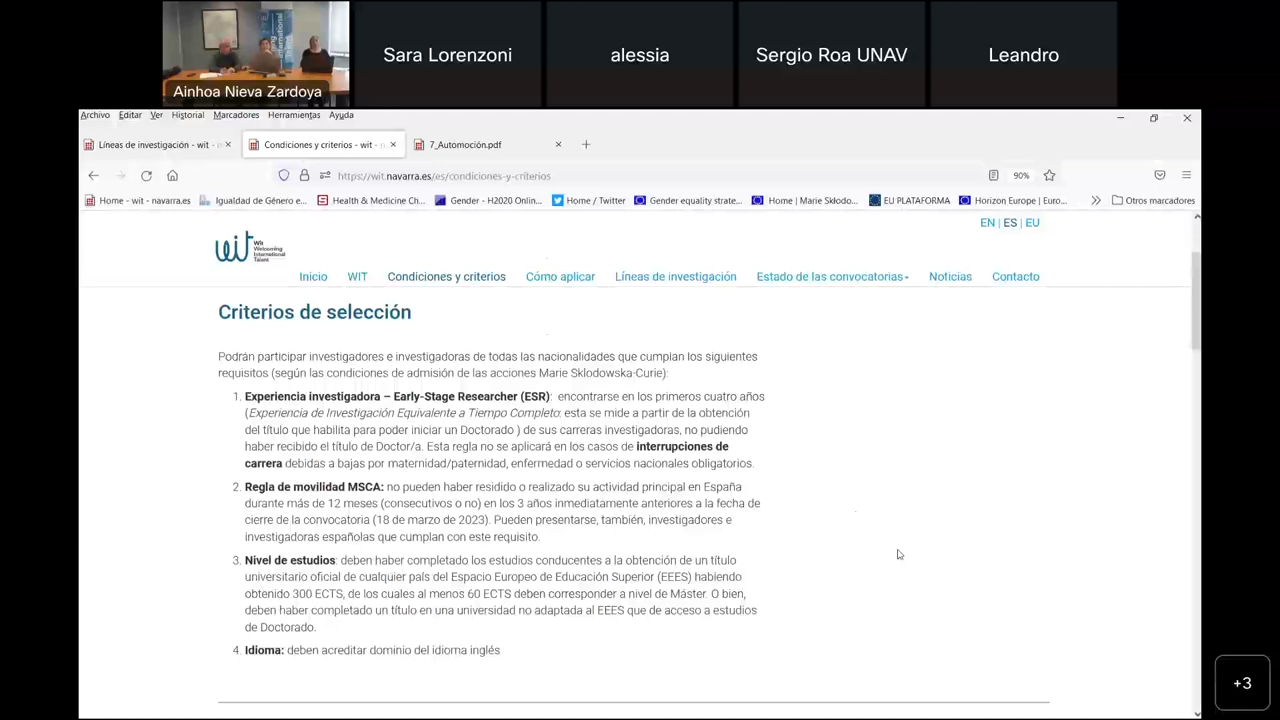 Sara Lorenzoni
alessia
Sergio Roa UNAV
Leandro
Ainhoa Nieva Zardoya
Archivo Editar Ver Historial Marcadores Herramientas Ayuda
Líneas de investigación - wit -
Condiciones y criterios - wit -
7_Automoción.pdf
https://wit.navarra.es/es/condiciones-y-criterios
90%
Home - wit - navarra.es
Igualdad de Género e...
Health & Medicine Ch...
Gender - H2020 Onlin...
Home / Twitter
Gender equality strate...
Home | Marie Skłodo...
EU PLATAFORMA
Horizon Europe | Euro...
Otros marcadores
EN | ES | EU
wit
Wit
Welcoming
International
Talent
Inicio WIT Condiciones y criterios Cómo aplicar Líneas de investigación Estado de las convocatorias Noticias Contacto
Criterios de selección
Podrán participar investigadores e investigadoras de todas las nacionalidades que cumplan los siguientes
requisitos (según las condiciones de admisión de las acciones Marie Sklodowska-Curie):
1. Experiencia investigadora – Early-Stage Researcher (ESR): encontrarse en los primeros cuatro años
(Experiencia de Investigación Equivalente a Tiempo Completo: esta se mide a partir de la obtención
del título que habilita para poder iniciar un Doctorado ) de sus carreras investigadoras, no pudiendo
haber recibido el título de Doctor/a. Esta regla no se aplicará en los casos de interrupciones de
carrera debidas a bajas por maternidad/paternidad, enfermedad o servicios nacionales obligatorios.
2. Regla de movilidad MSCA: no pueden haber residido o realizado su actividad principal en España
durante más de 12 meses (consecutivos o no) en los 3 años inmediatamente anteriores a la fecha de
cierre de la convocatoria (18 de marzo de 2023). Pueden presentarse, también, investigadores e
investigadoras españolas que cumplan con este requisito.
3. Nivel de estudios: deben haber completado los estudios conducentes a la obtención de un título
universitario oficial de cualquier país del Espacio Europeo de Educación Superior (EEES) habiendo
obtenido 300 ECTS, de los cuales al menos 60 ECTS deben corresponder a nivel de Máster. O bien,
deben haber completado un título en una universidad no adaptada al EEES que de acceso a estudios
de Doctorado.
4. Idioma: deben acreditar dominio del idioma inglés
+3